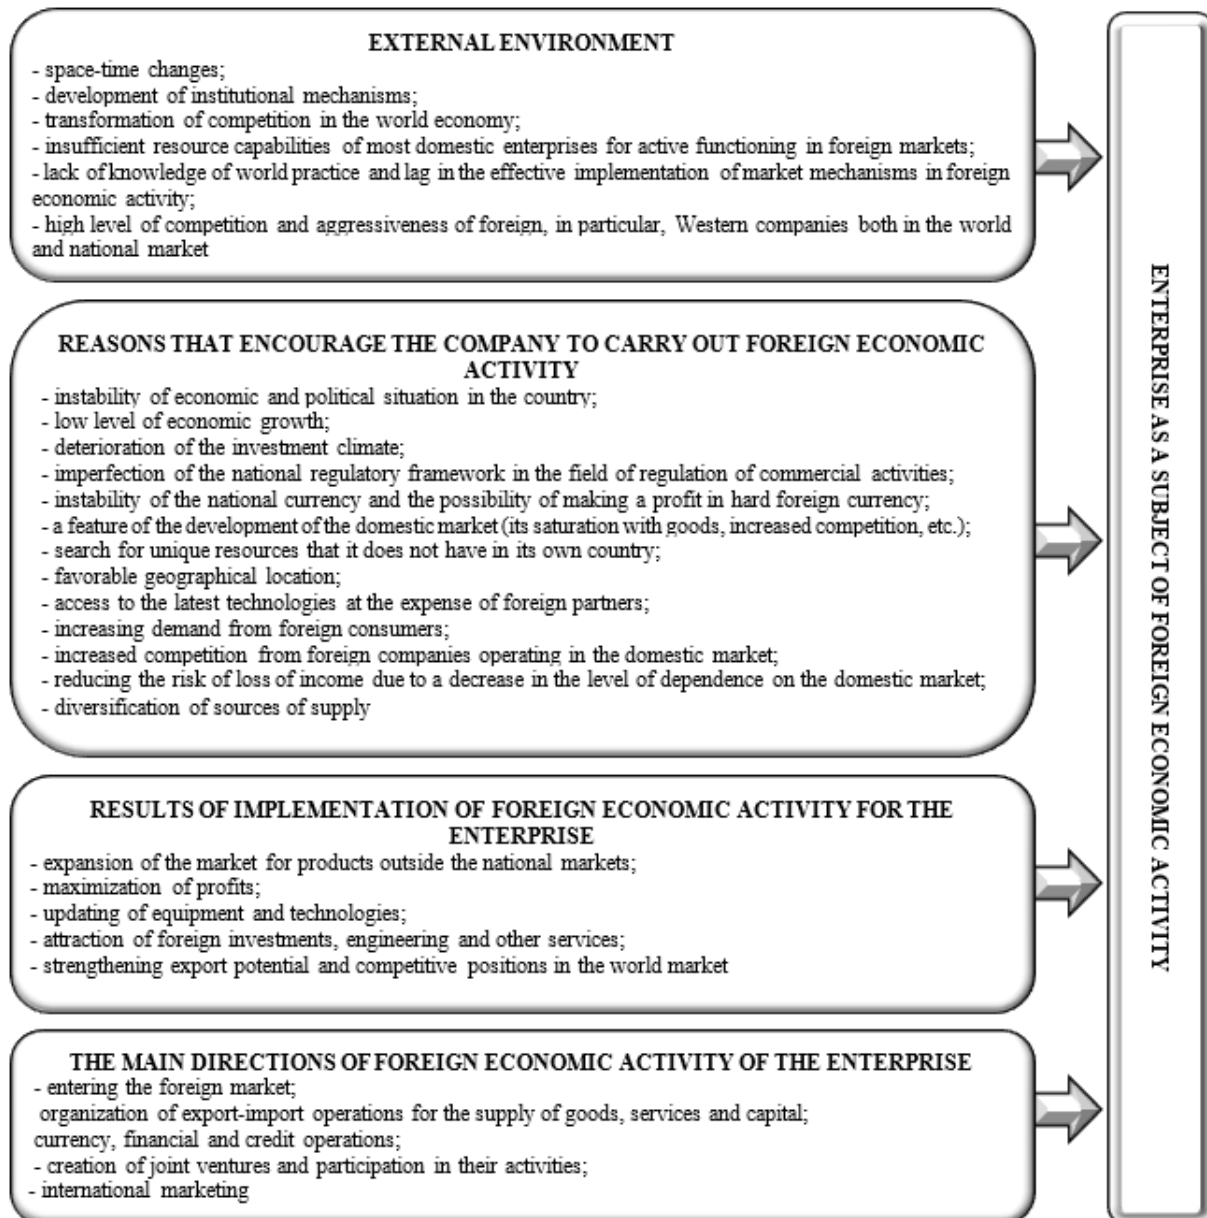 EXTERNAL ENVIRONMENT
- space-time changes;
- development of institutional mechanisms;
- transformation of competition in the world economy;
- insufficient resource capabilities of most domestic enterprises for active functioning in foreign markets;
- lack of knowledge of world practice and lag in the effective implementation of market mechanisms in foreign
economic activity;
- high level of competition and aggressiveness of foreign, in particular, Western companies both in the world
and national market
REASONS THAT ENCOURAGE THE COMPANY TO CARRY OUT FOREIGN ECONOMIC
ACTIVITY
- instability of economic and political situation in the country;
- low level of economic growth;
- deterioration of the investment climate;
- imperfection of the national regulatory framework in the field of regulation of commercial activities;
- instability of the national currency and the possibility of making a profit in hard foreign currency;
- a feature of the development of the domestic market (its saturation with goods, increased competition, etc.);
- search for unique resources that it does not have in its own country;
- favorable geographical location;
- access to the latest technologies at the expense of foreign partners;
- increasing demand from foreign consumers;
- increased competition from foreign companies operating in the domestic market;
- reducing the risk of loss of income due to a decrease in the level of dependence on the domestic market;
- diversification of sources of supply
RESULTS OF IMPLEMENTATION OF FOREIGN ECONOMIC ACTIVITY FOR THE
ENTERPRISE
- expansion of the market for products outside the national markets;
- maximization of profits;
- updating of equipment and technologies;
- attraction of foreign investments, engineering and other services;
- strengthening export potential and competitive positions in the world market
THE MAIN DIRECTIONS OF FOREIGN ECONOMIC ACTIVITY OF THE ENTERPRISE
- entering the foreign market;
organization of export-import operations for the supply of goods, services and capital;
currency, financial and credit operations;
- creation of joint ventures and participation in their activities;
- international marketing
ENTERPRISE AS A SUBJECT OF FOREIGN ECONOMIC ACTIVITY